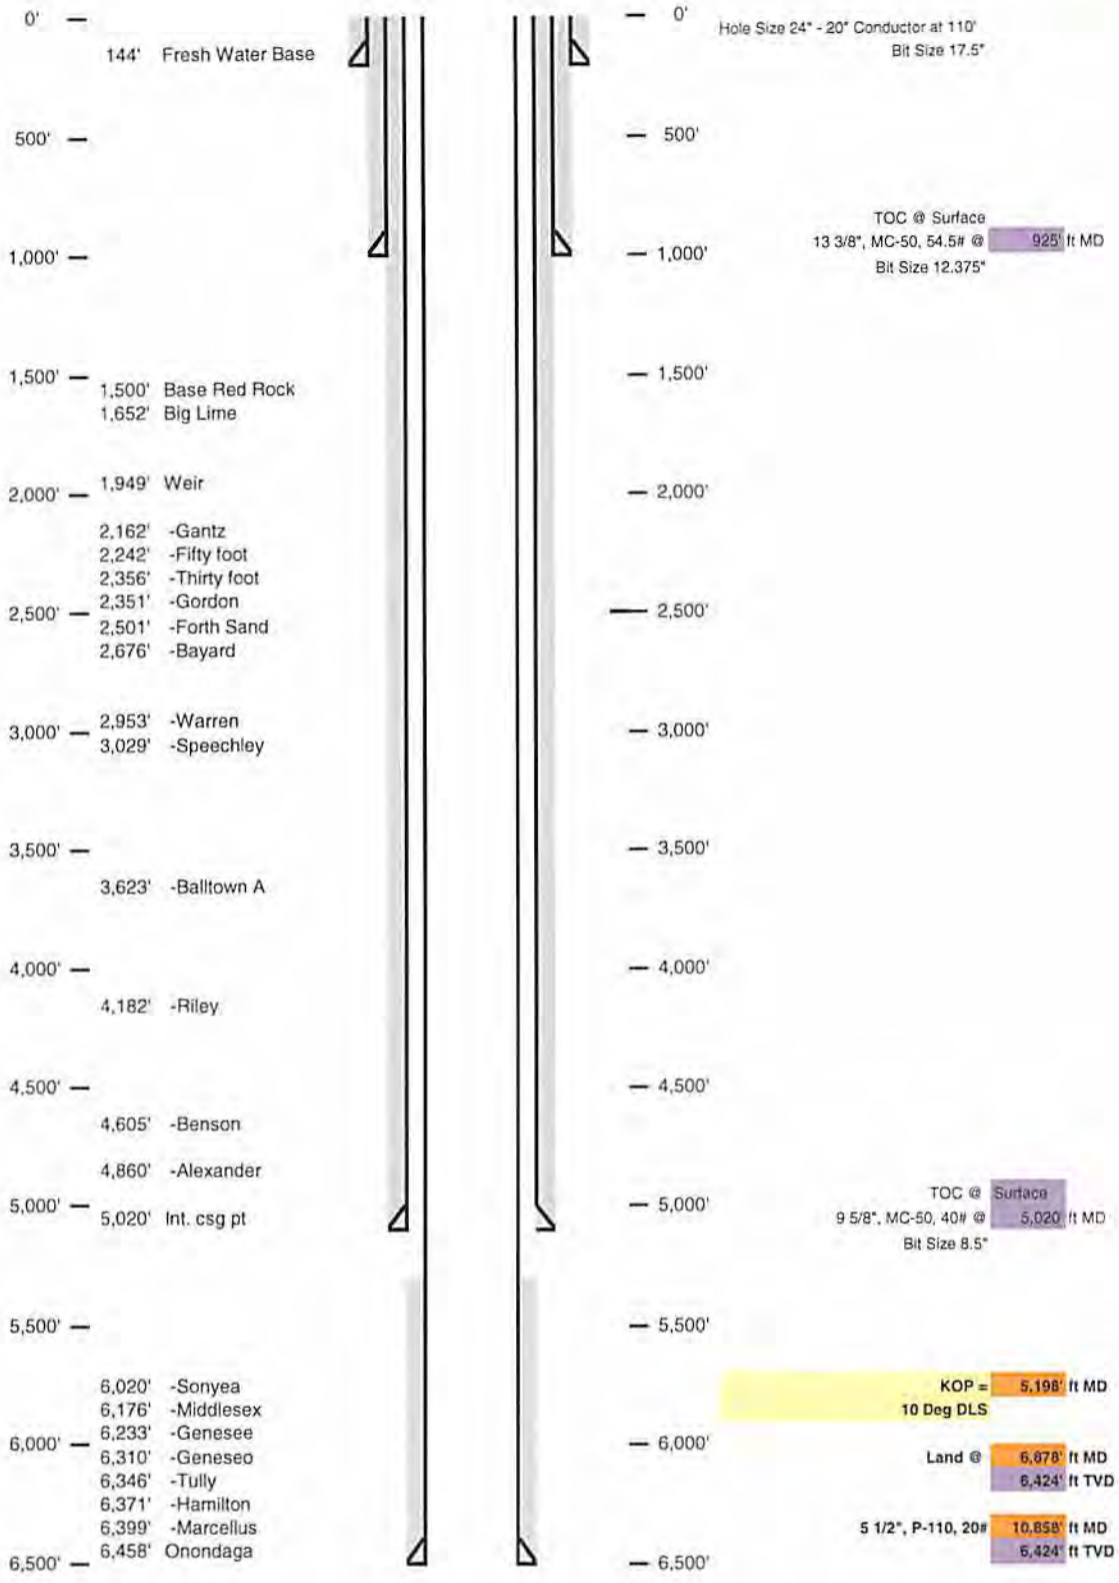 0' 0'
Hole Size 24" - 20" Conductor at 110'
144' Fresh Water Base
Bit Size 17.5"
500' 500'
TOC @ Surface
13 3/8", MC-50, 54.5# @ 925' ft MD
1,000' 1,000'
Bit Size 12.375"
1,500' 1,500'
1,500' Base Red Rock
1,652' Big Lime
1,949' Weir
2,000' 2,000'
2,162' -Gantz
2,242' -Fifty foot
2,356' -Thirty foot
2,351' -Gordon
2,500' 2,500'
2,501' -Forth Sand
2,676' -Bayard
2,953' -Warren
3,000' 3,000'
3,029' -Speechley
3,500' 3,500'
3,623' -Balltown A
4,000' 4,000'
4,182' -Riley
4,500' 4,500'
4,605' -Benson
4,860' -Alexander
TOC @ Surface
5,000' 5,000'
5,020' Int. csg pt
9 5/8", MC-50, 40# @ 5,020 ft MD
Bit Size 8.5"
5,500' 5,500'
6,020' -Sonyea
KOP = 5,198' ft MD
6,176' -Middlesex
10 Deg DLS
6,233' -Genesee
6,000' 6,000'
6,310' -Geneseo
Land @ 6,878' ft MD
6,346' -Tully
6,424' ft TVD
6,371' -Hamilton
6,399' -Marcellus
5 1/2", P-110, 20# 10,858' ft MD
6,458' Onondaga
6,424' ft TVD
6,500' 6,500'